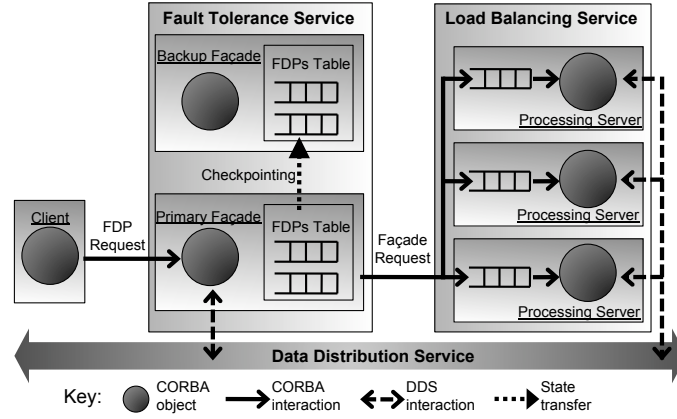 Fault Tolerance Service
Load Balancing Service
Backup Façade
FDPs Table
Processing Server
Checkpointing
Processing Server
Client
FDP
Request
Primary Façade
FDPs Table
Façade
Request
Processing Server
Data Distribution Service
Key:
CORBA
object
CORBA
interaction
DDS
interaction
State
transfer